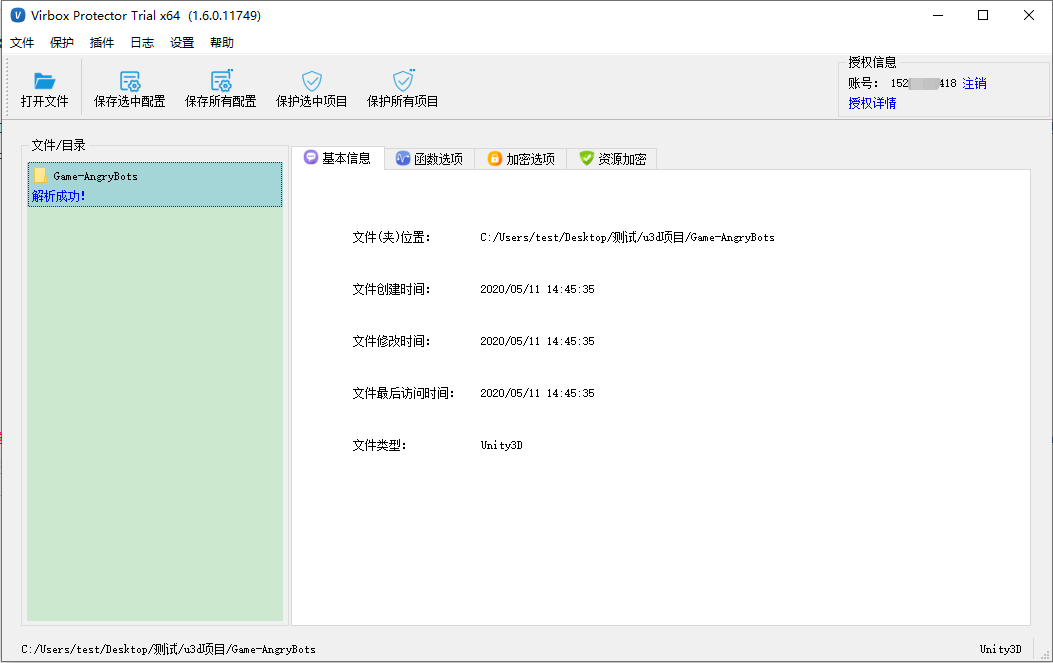 Virbox Protector Trial x64 (1.6.0.11749)
文件 保护 插件 日志 设置 帮助
打开文件 保存选中配置 保存所有配置 保护选中项目 保护所有项目
授权信息
账号： 152 418 注销
授权详情
文件/目录
Game-AngryBots
解析成功!
基本信息 函数选项 加密选项 资源加密
文件(夹)位置： C:/Users/test/Desktop/测试/u3d项目/Game-AngryBots
文件创建时间： 2020/05/11 14:45:35
文件修改时间： 2020/05/11 14:45:35
文件最后访问时间： 2020/05/11 14:45:35
文件类型： Unity3D
C:/Users/test/Desktop/测试/u3d项目/Game-AngryBots Unity3D